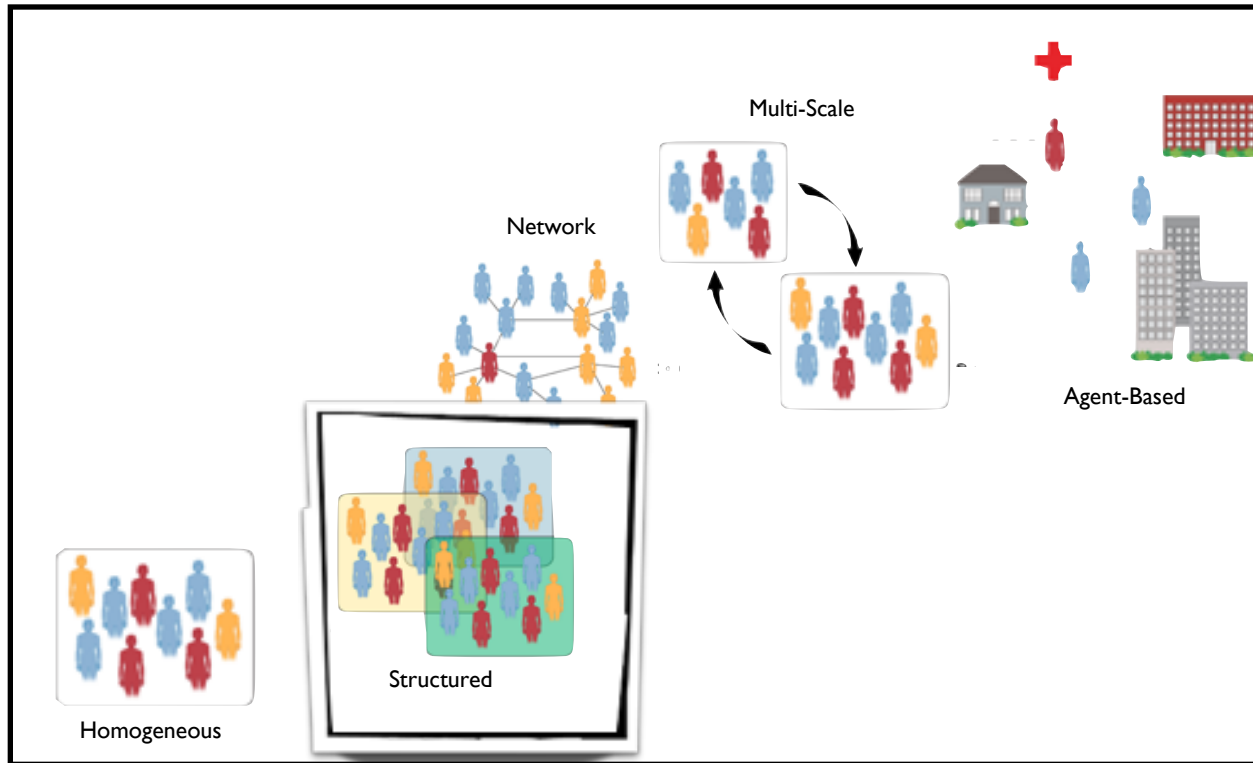 Multi-Scale
Network
Agent-Based
Structured
Homogeneous